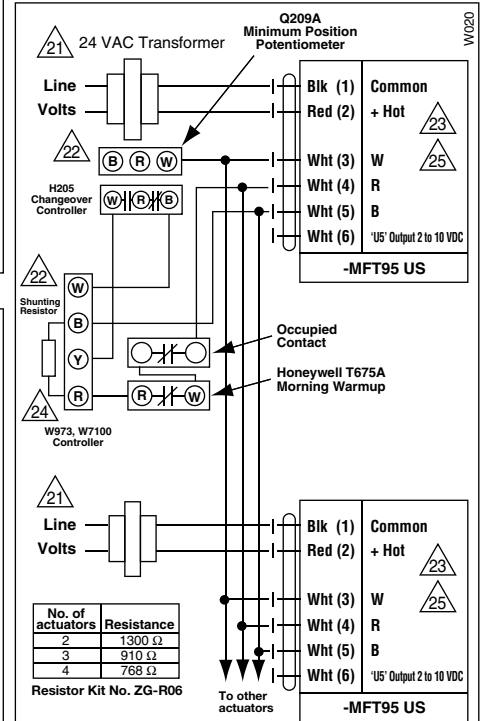 W020
Q209A
Minimum Position
Potentiometer
21
24 VAC Transformer
Line
Volts
Blk (1) Common
Red (2) + Hot
23
22
B R W
Wht (3) W
25
Wht (4) R
Wht (5) B
Wht (6) 'U5' Output 2 to 10 VDC
-MFT95 US
H205
Changeover
Controller
W R B
22
Shunting
Resistor
W
B
Y
R
24
W973, W7100
Controller
Occupied
Contact
Honeywell T675A
Morning Warmup
R W
21
Line
Volts
Blk (1) Common
Red (2) + Hot
23
Wht (3) W
25
Wht (4) R
Wht (5) B
Wht (6) 'U5' Output 2 to 10 VDC
-MFT95 US
No. of actuators Resistance
2 1300 Ω
3 910 Ω
4 768 Ω
Resistor Kit No. ZG-R06
To other
actuators